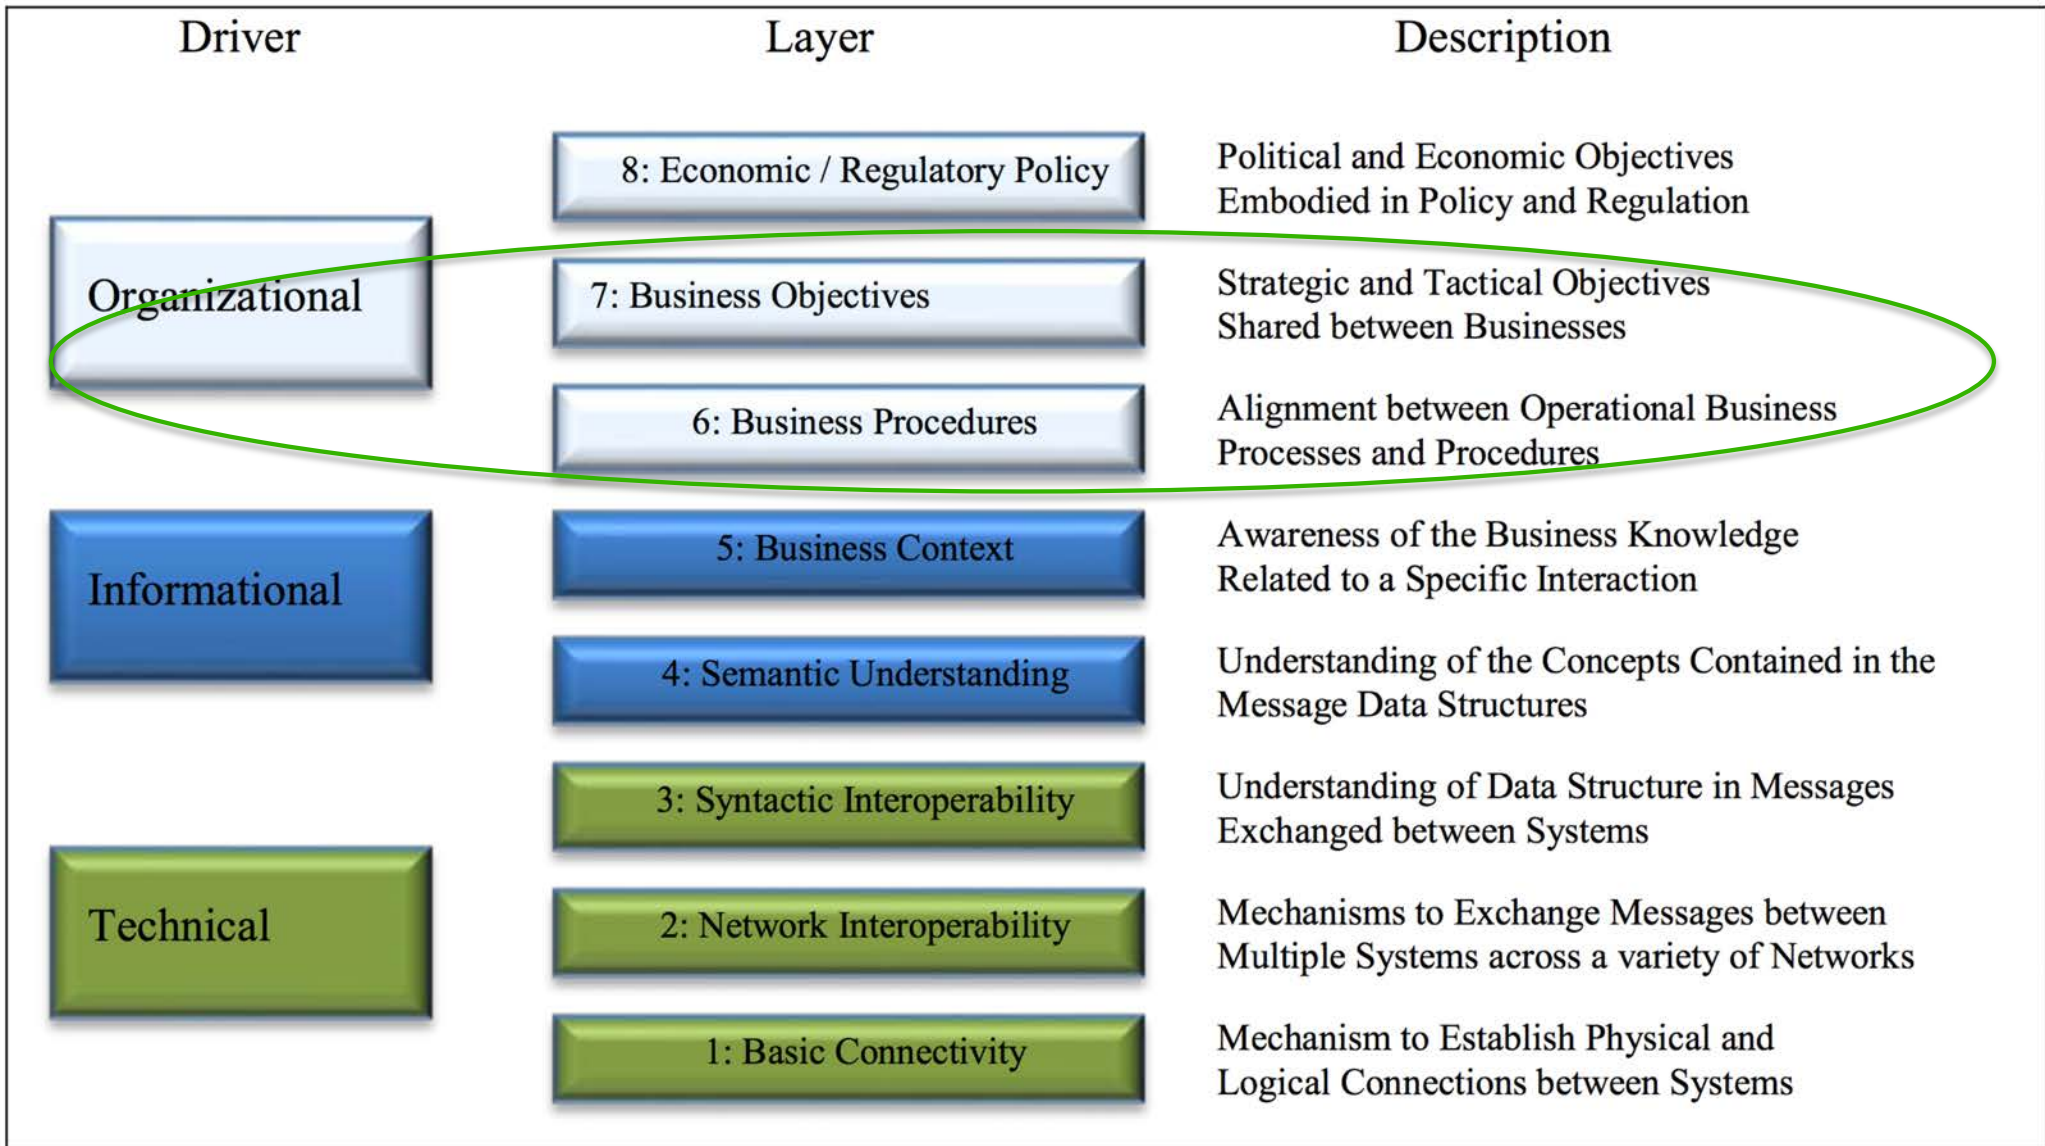 Driver
Layer
Description
Organizational
8: Economic / Regulatory Policy
Political and Economic Objectives
Embodied in Policy and Regulation
7: Business Objectives
Strategic and Tactical Objectives
Shared between Businesses
6: Business Procedures
Alignment between Operational Business
Processes and Procedures
Informational
5: Business Context
Awareness of the Business Knowledge
Related to a Specific Interaction
4: Semantic Understanding
Understanding of the Concepts Contained in the
Message Data Structures
Technical
3: Syntactic Interoperability
Understanding of Data Structure in Messages
Exchanged between Systems
2: Network Interoperability
Mechanisms to Exchange Messages between
Multiple Systems across a variety of Networks
1: Basic Connectivity
Mechanism to Establish Physical and
Logical Connections between Systems